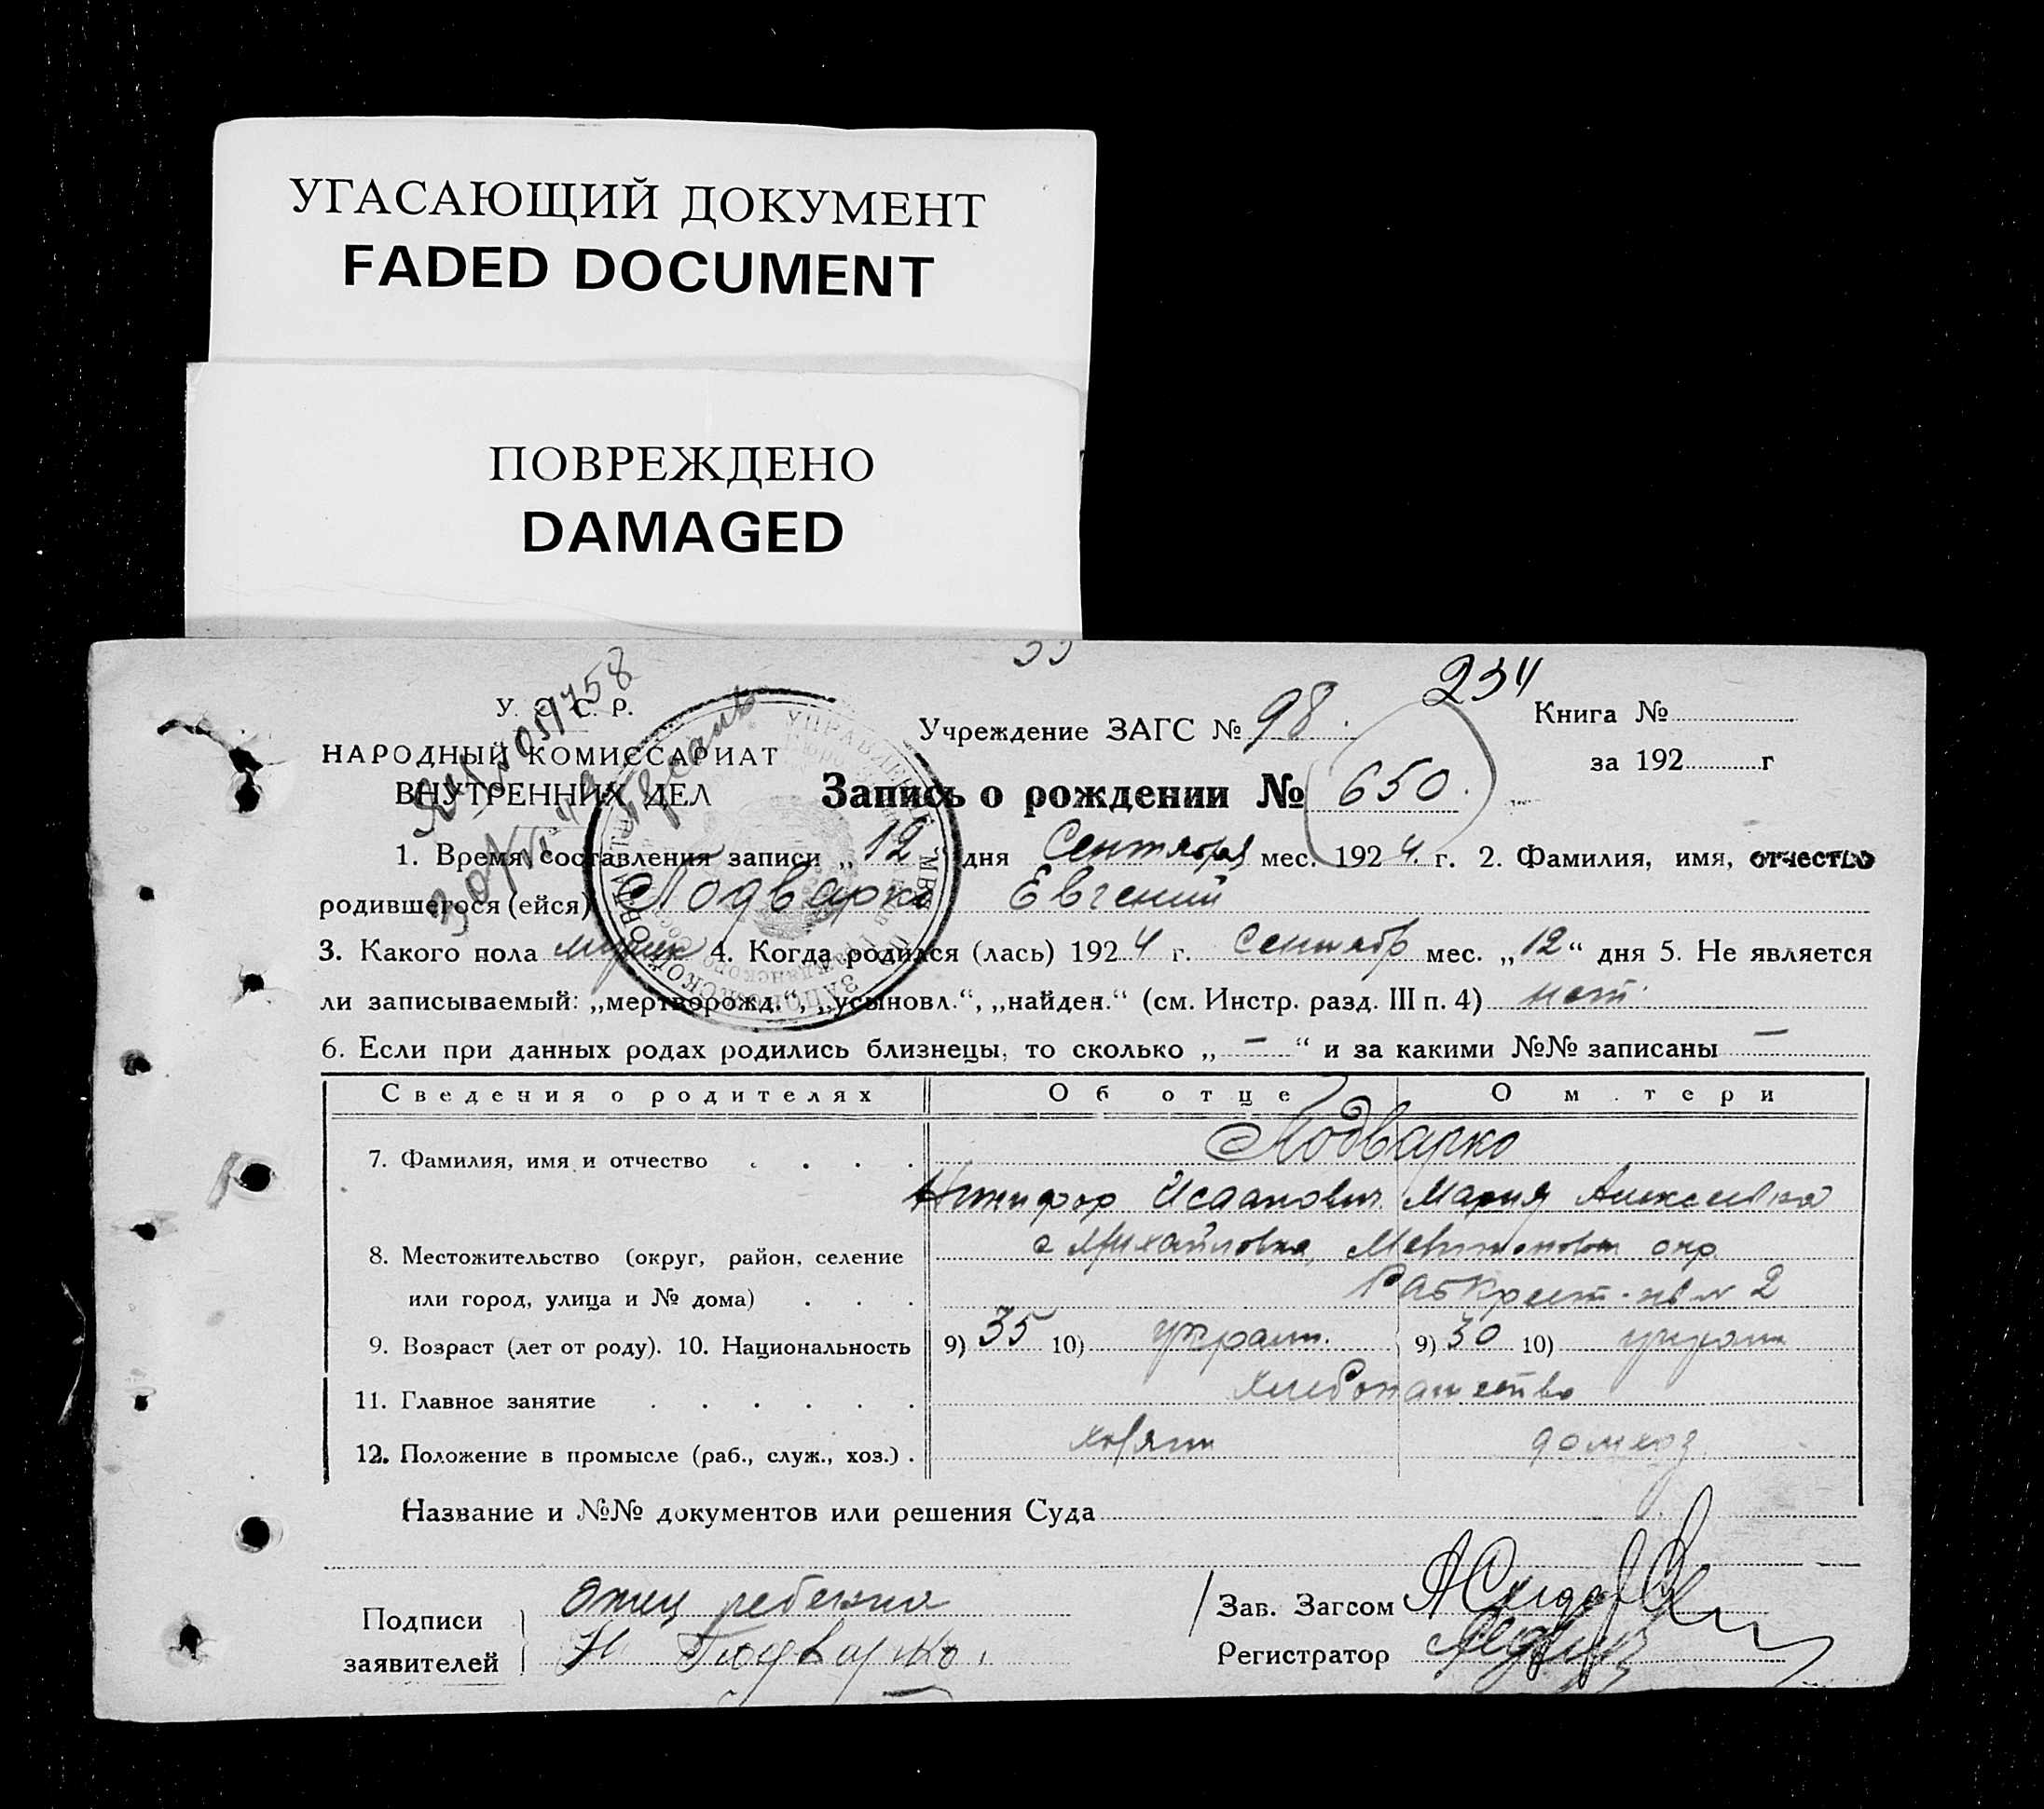 УГАСАЮЩИЙ ДОКУМЕНТ
FADED DOCUMENT
ПОВРЕЖДЕНО
DAMAGED
234
У. С. С. Р.
НАРОДНЫЙ КОМИССАРИАТ
ВНУТРЕННИХ ДЕЛ
Учреждение ЗАГС № 98.
Книга №
за 192 г
Запись о рождении № 650.
1. Время составления записи „12" дня Сентября мес. 1924 г. 2. Фамилия, имя, отчество
родившегося (ейся) Подварко Евгений
3. Какого пола мужск 4. Когда родился (лась) 1924 г. Сентябр мес. „12“ дня 5. Не является
ли записываемый: „мертворожд.“, „усыновл.“, „найден.“ (см. Инстр. разд. III п. 4) нет
6. Если при данных родах родились близнецы, то сколько „ – “ и за какими №№ записаны –
Сведения о родителях Об отце О м.тери
7. Фамилия, имя и отчество Подварко
Никифор Исаакович Мария Алексеевна
8. Местожительство (округ, район, селение с Михайловка, окр
или город, улица и № дома) 2
9. Возраст (лет от роду). 10. Национальность 9) 35 10) украин. 9) 30 10) украин
11. Главное занятие хлебопашество
12. Положение в промысле (раб., служ., хоз.) хозяин домхоз
Название и №№ документов или решения Суда
Подписи заявителей отец ребенка
Н Подварко.
Зав. Загсом
Регистратор